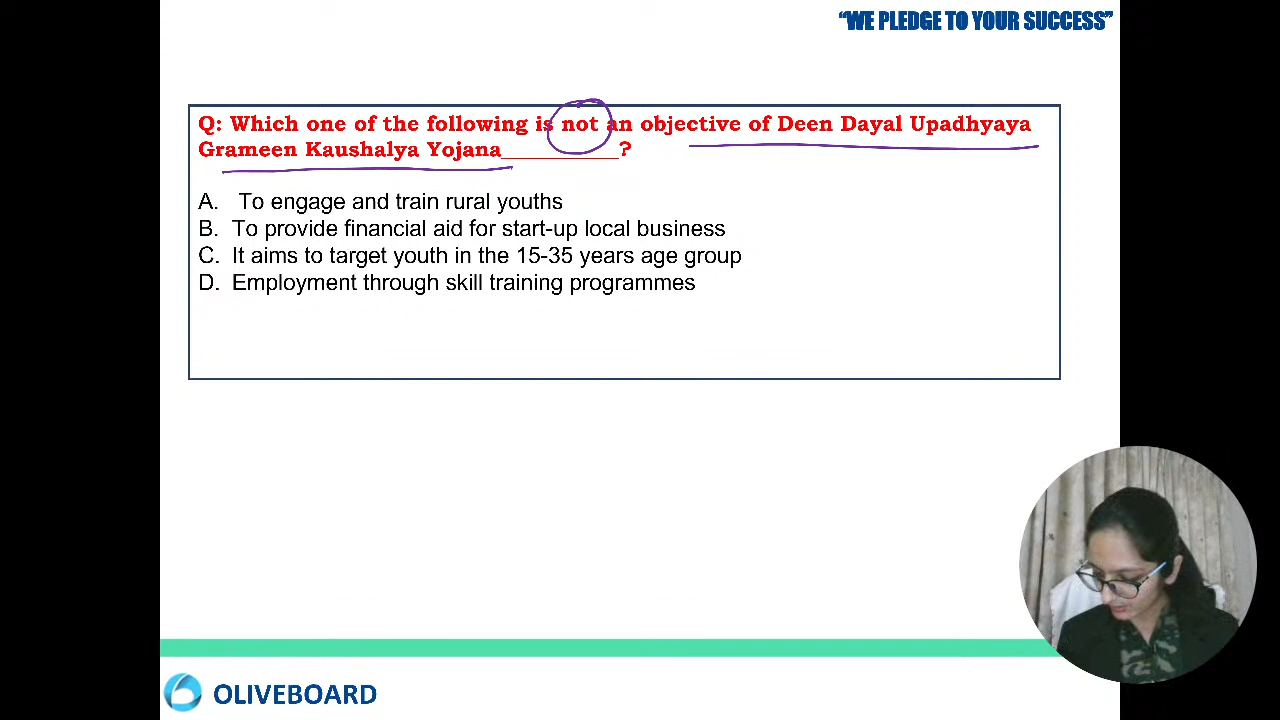 “WE PLEDGE TO YOUR SUCCESS”
Q: Which one of the following is not an objective of Deen Dayal Upadhyaya
Grameen Kaushalya Yojana__________?
A. To engage and train rural youths
B. To provide financial aid for start-up local business
C. It aims to target youth in the 15-35 years age group
D. Employment through skill training programmes
OLIVEBOARD